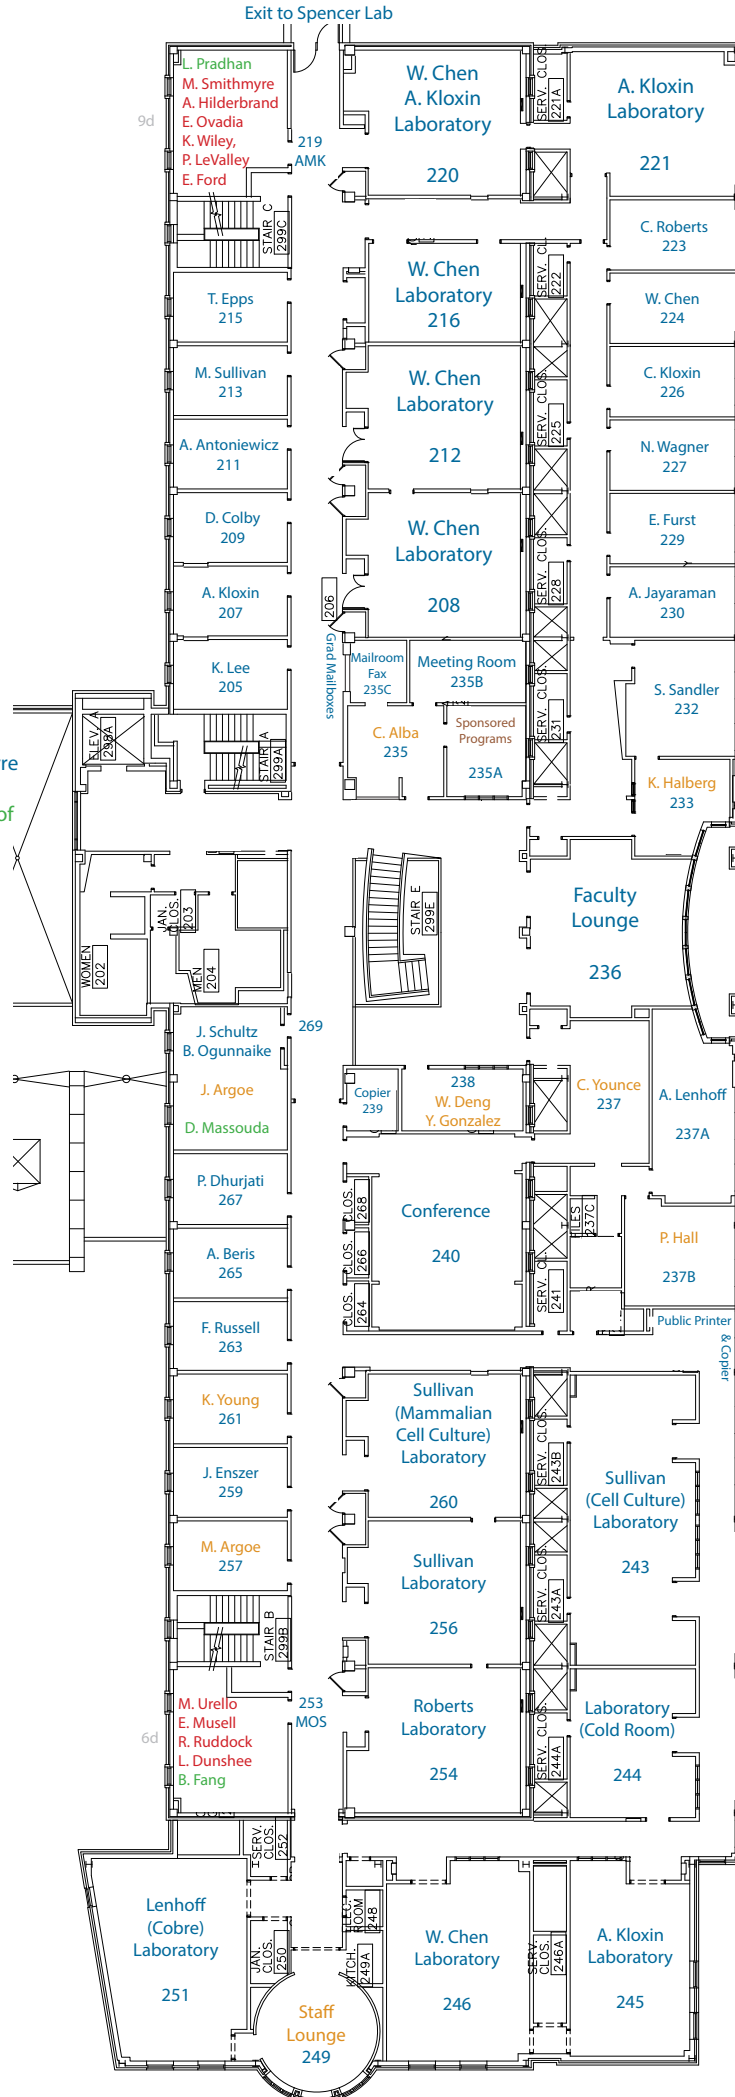 Exit to Spencer Lab
L. Pradhan
M. Smithmyre
A. Hilderbrand
E. Ovadia
K. Wiley,
P. LeValley
E. Ford
9d
219
AMK
W. Chen
A. Kloxin
Laboratory
220
SERV. CLOS.
221A
A. Kloxin
Laboratory
221
STAIR C
299C
C. Roberts
223
T. Epps
215
W. Chen
Laboratory
216
SERV. CL.
222
W. Chen
224
M. Sullivan
213
W. Chen
Laboratory
212
C. Kloxin
226
SERV. CLOS.
225
A. Antoniewicz
211
N. Wagner
227
D. Colby
209
W. Chen
Laboratory
208
E. Furst
229
SERV. CLOS.
228
A. Kloxin
207
206
Grad Mailboxes
A. Jayaraman
230
K. Lee
205
Mailroom
Fax
235C
Meeting Room
235B
SERV. CLOS.
231
S. Sandler
232
ELEV. A
298A
STAIR A
299A
C. Alba
235
Sponsored
Programs
235A
K. Halberg
233
re
of
JAN.
CLOS.
203
WOMEN
202
MEN
204
STAIR E
299E
Faculty
Lounge
236
J. Schultz
B. Ogunnaike
J. Argoe
D. Massouda
269
Copier
239
238
W. Deng
Y. Gonzalez
C. Younce
237
A. Lenhoff
237A
P. Dhurjati
267
CLOS.
268
Conference
240
FILES
237C
P. Hall
237B
A. Beris
265
CLOS.
266
CLOS.
264
SERV. CL.
241
F. Russell
263
Public Printer
& Copier
K. Young
261
Sullivan
(Mammalian
Cell Culture)
Laboratory
260
SERV. CLOS.
243B
Sullivan
(Cell Culture)
Laboratory
243
J. Enszer
259
M. Argoe
257
Sullivan
Laboratory
256
SERV. CLOS.
243A
STAIR B
299B
M. Urello
E. Musell
R. Ruddock
L. Dunshee
B. Fang
6d
253
MOS
Roberts
Laboratory
254
SERV. CLOS.
244A
Laboratory
(Cold Room)
244
SERV.
CLOS.
252
Lenhoff
(Cobre)
Laboratory
251
JAN.
CLOS.
250
ELEC.
ROOM
248
KITCH.
249A
W. Chen
Laboratory
246
SERV.
CLOS.
246A
A. Kloxin
Laboratory
245
Staff
Lounge
249